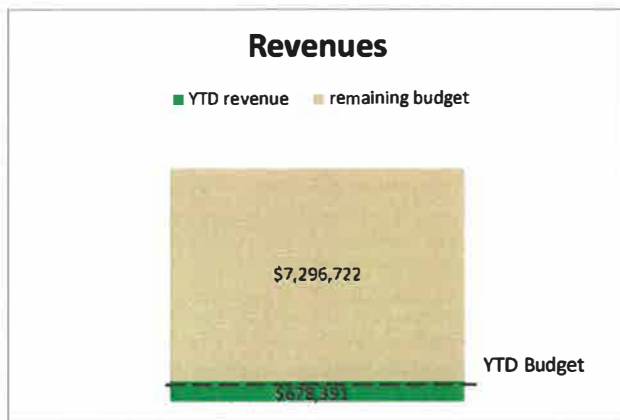 Revenues
YTD revenue remaining budget
$7,296,722
YTD Budget
$678,391